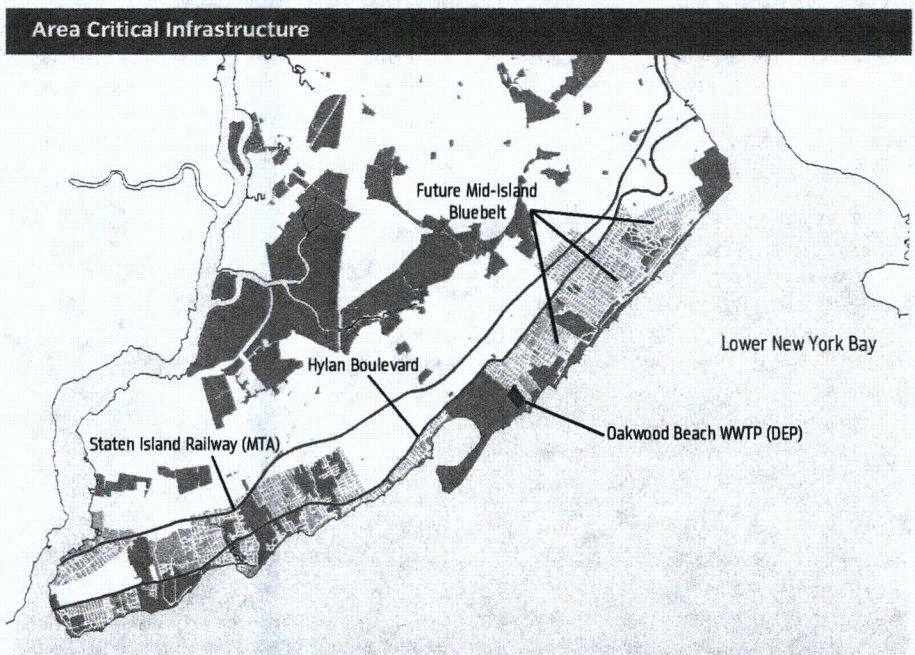 Area Critical Infrastructure
Future Mid-Island
Bluebelt
Lower New York Bay
Hylan Boulevard
Oakwood Beach WWTP (DEP)
Staten Island Railway (MTA)